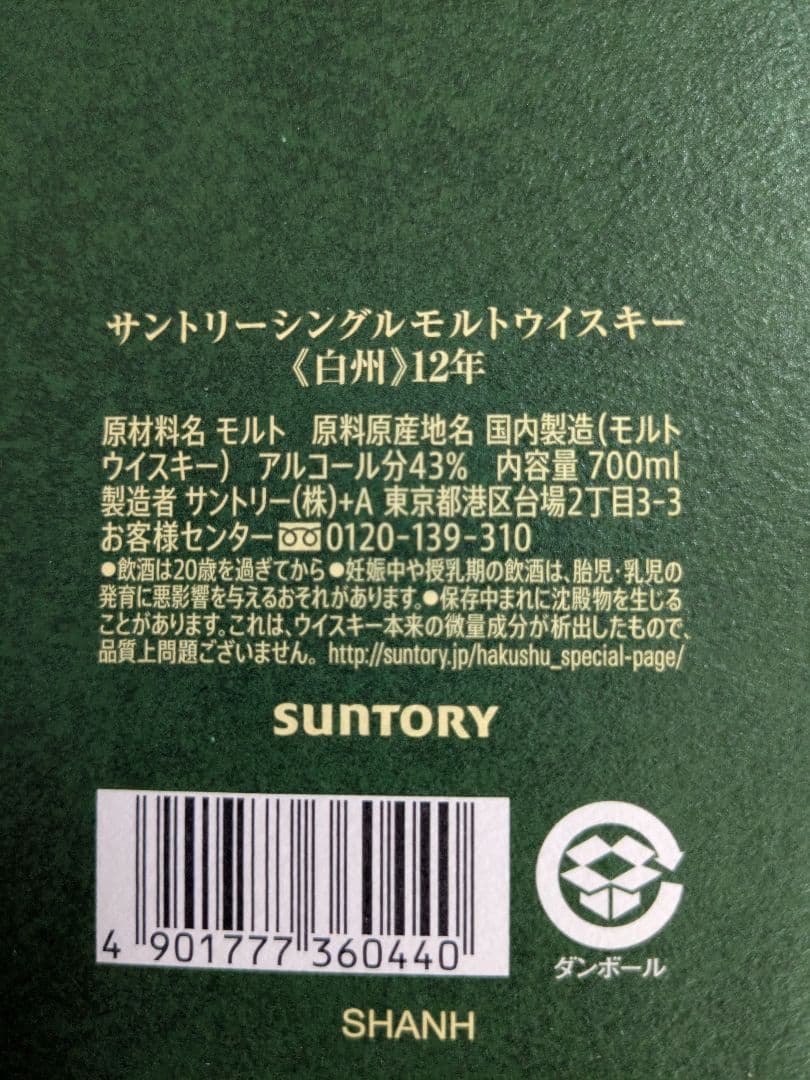 サントリーシングルモルトウイスキー
《白州》12年
原材料名 モルト　原料原産地名 国内製造(モルト
ウイスキー)　アルコール分43%　内容量 700ml
製造者 サントリー(株)+A 東京都港区台場2丁目3-3
お客様センター 0120-139-310
●飲酒は20歳を過ぎてから●妊娠中や授乳期の飲酒は、胎児・乳児の
発育に悪影響を与えるおそれがあります。●保存中まれに沈殿物を生じる
ことがあります。これは、ウイスキー本来の微量成分が析出したもので、
品質上問題ございません。 http://suntory.jp/hakushu_special-page/
SUNTORY
4 901777 360440
ダンボール
SHANH